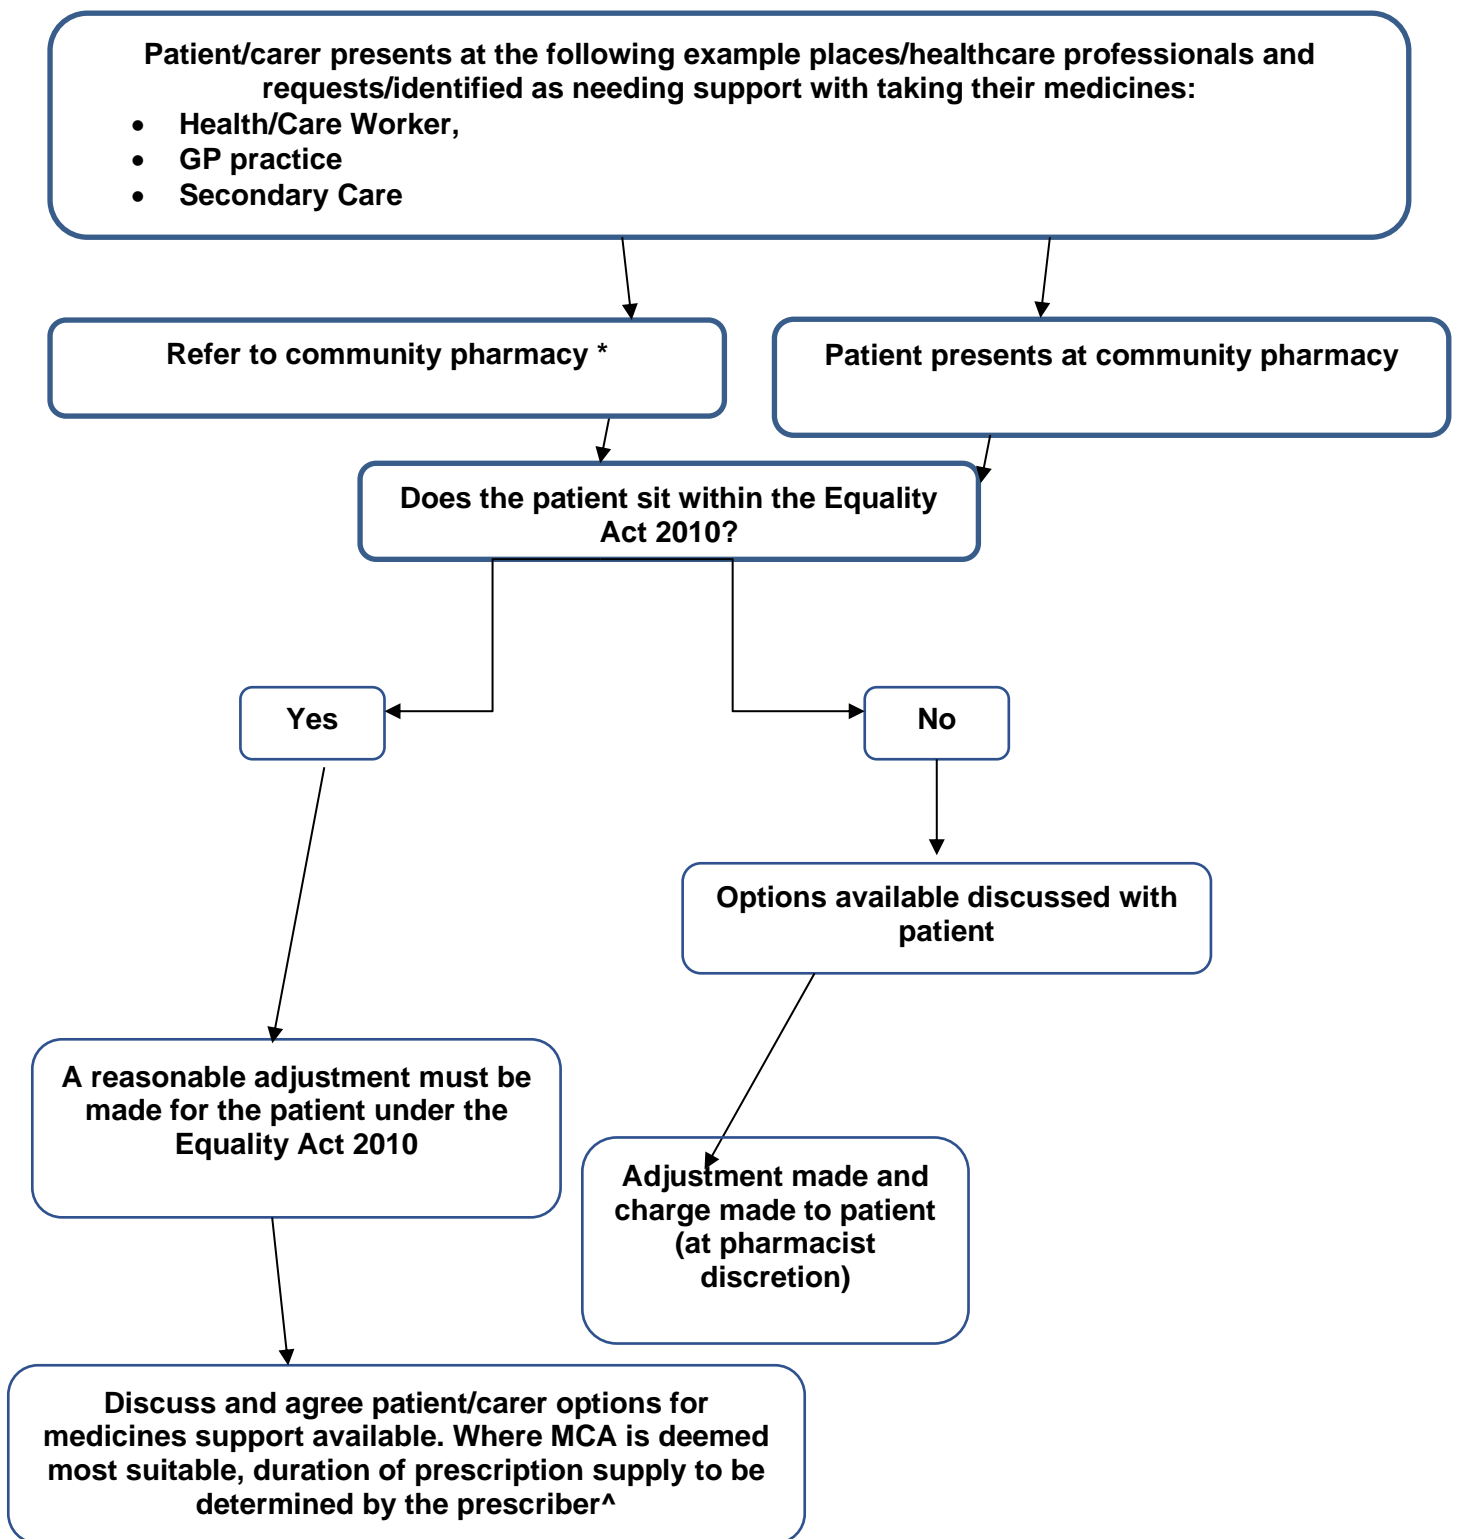 Patient/carer presents at the following example places/healthcare professionals and
requests/identified as needing support with taking their medicines:
• Health/Care Worker,
• GP practice
• Secondary Care
Refer to community pharmacy *
Patient presents at community pharmacy
Does the patient sit within the Equality
Act 2010?
Yes
No
Options available discussed with
patient
A reasonable adjustment must be
made for the patient under the
Equality Act 2010
Adjustment made and
charge made to patient
(at pharmacist
discretion)
Discuss and agree patient/carer options for
medicines support available. Where MCA is deemed
most suitable, duration of prescription supply to be
determined by the prescriber^